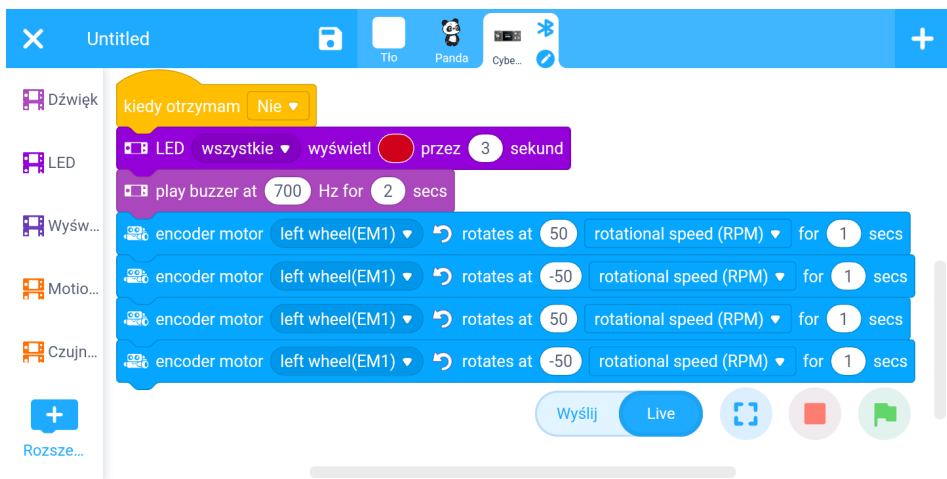 Untitled
Tło
Panda
Cybe...
Dźwięk
LED
Wyśw...
Motio...
Czujn...
Rozsze...
kiedy otrzymam Nie
LED wszystkie wyświetl przez 3 sekund
play buzzer at 700 Hz for 2 secs
encoder motor left wheel(EM1) rotates at 50 rotational speed (RPM) for 1 secs
encoder motor left wheel(EM1) rotates at -50 rotational speed (RPM) for 1 secs
encoder motor left wheel(EM1) rotates at 50 rotational speed (RPM) for 1 secs
encoder motor left wheel(EM1) rotates at -50 rotational speed (RPM) for 1 secs
Wyślij Live